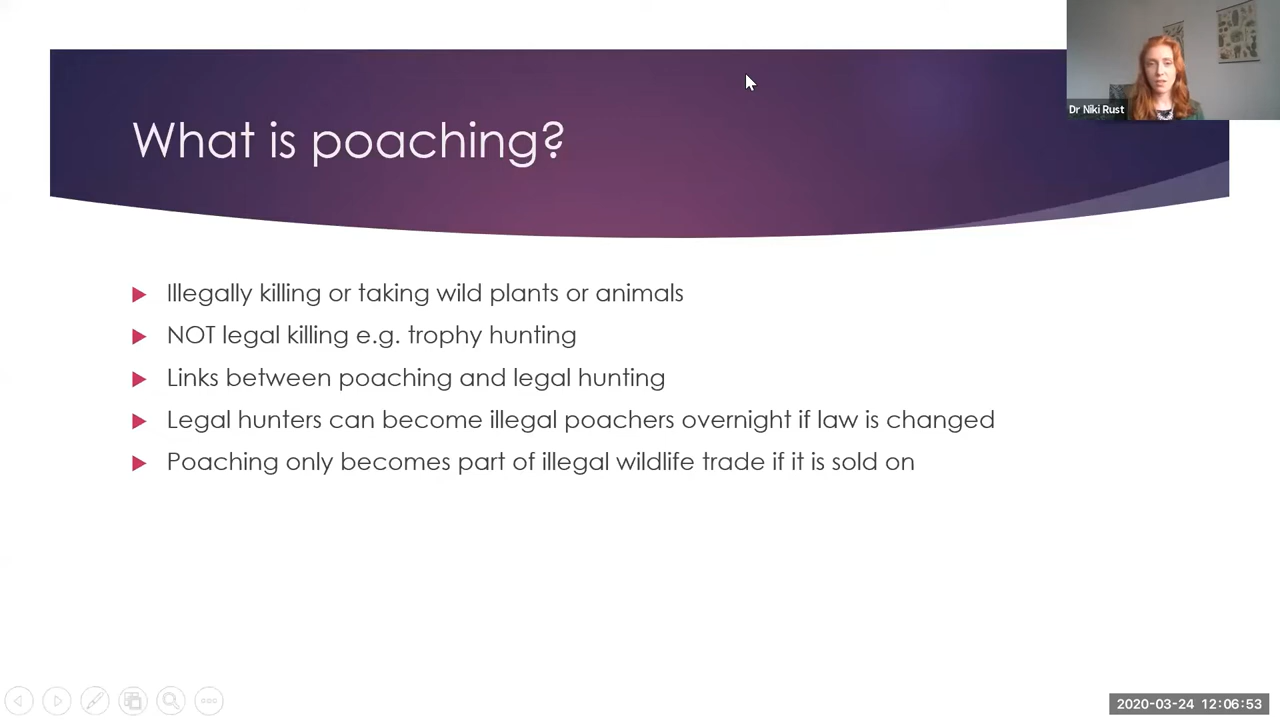 Dr Niki Rust
What is poaching?
Illegally killing or taking wild plants or animals
NOT legal killing e.g. trophy hunting
Links between poaching and legal hunting
Legal hunters can become illegal poachers overnight if law is changed
Poaching only becomes part of illegal wildlife trade if it is sold on
2020-03-24 12:06:53